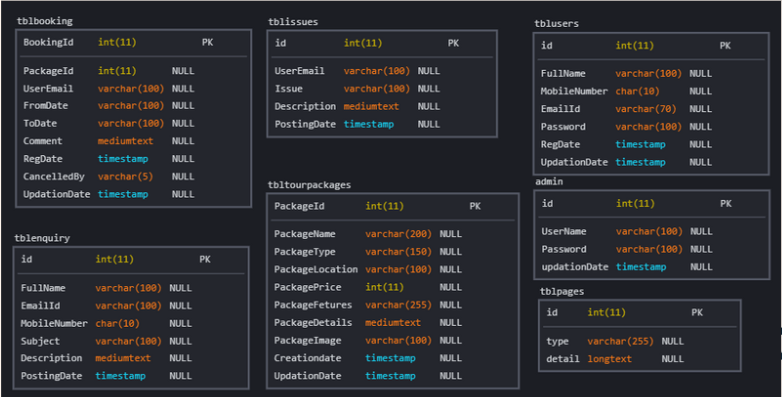 tblbooking
BookingId int(11) PK
PackageId int(11) NULL
UserEmail varchar(100) NULL
FromDate varchar(100) NULL
ToDate varchar(100) NULL
Comment mediumtext NULL
RegDate timestamp NULL
CancelledBy varchar(5) NULL
UpdationDate timestamp NULL
tblissues
id int(11) PK
UserEmail varchar(100) NULL
Issue varchar(100) NULL
Description mediumtext NULL
PostingDate timestamp NULL
tblusers
id int(11) PK
FullName varchar(100) NULL
MobileNumber char(10) NULL
EmailId varchar(70) NULL
Password varchar(100) NULL
RegDate timestamp NULL
UpdationDate timestamp NULL
tblenquiry
id int(11) PK
FullName varchar(100) NULL
EmailId varchar(100) NULL
MobileNumber char(10) NULL
Subject varchar(100) NULL
Description mediumtext NULL
PostingDate timestamp NULL
tbltourpackages
PackageId int(11) PK
PackageName varchar(200) NULL
PackageType varchar(150) NULL
PackageLocation varchar(100) NULL
PackagePrice int(11) NULL
PackageFetures varchar(255) NULL
PackageDetails mediumtext NULL
PackageImage varchar(100) NULL
Creationdate timestamp NULL
UpdationDate timestamp NULL
admin
id int(11) PK
UserName varchar(100) NULL
Password varchar(100) NULL
updationDate timestamp NULL
tblpages
id int(11) PK
type varchar(255) NULL
detail longtext NULL